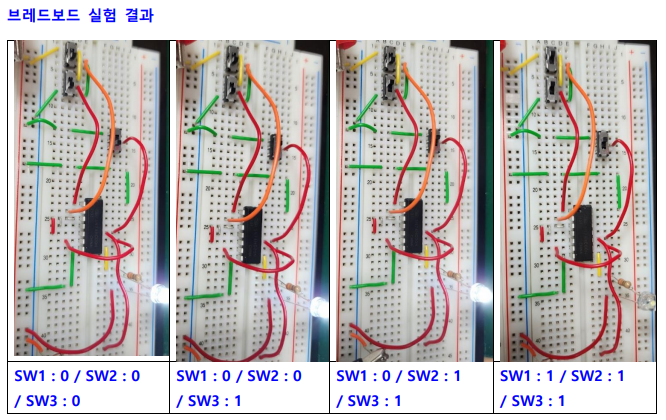 브레드보드 실험 결과
SW1 : 0 / SW2 : 0
/ SW3 : 0
SW1 : 0 / SW2 : 0
/ SW3 : 1
SW1 : 0 / SW2 : 1
/ SW3 : 1
SW1 : 1 / SW2 : 1
/ SW3 : 1